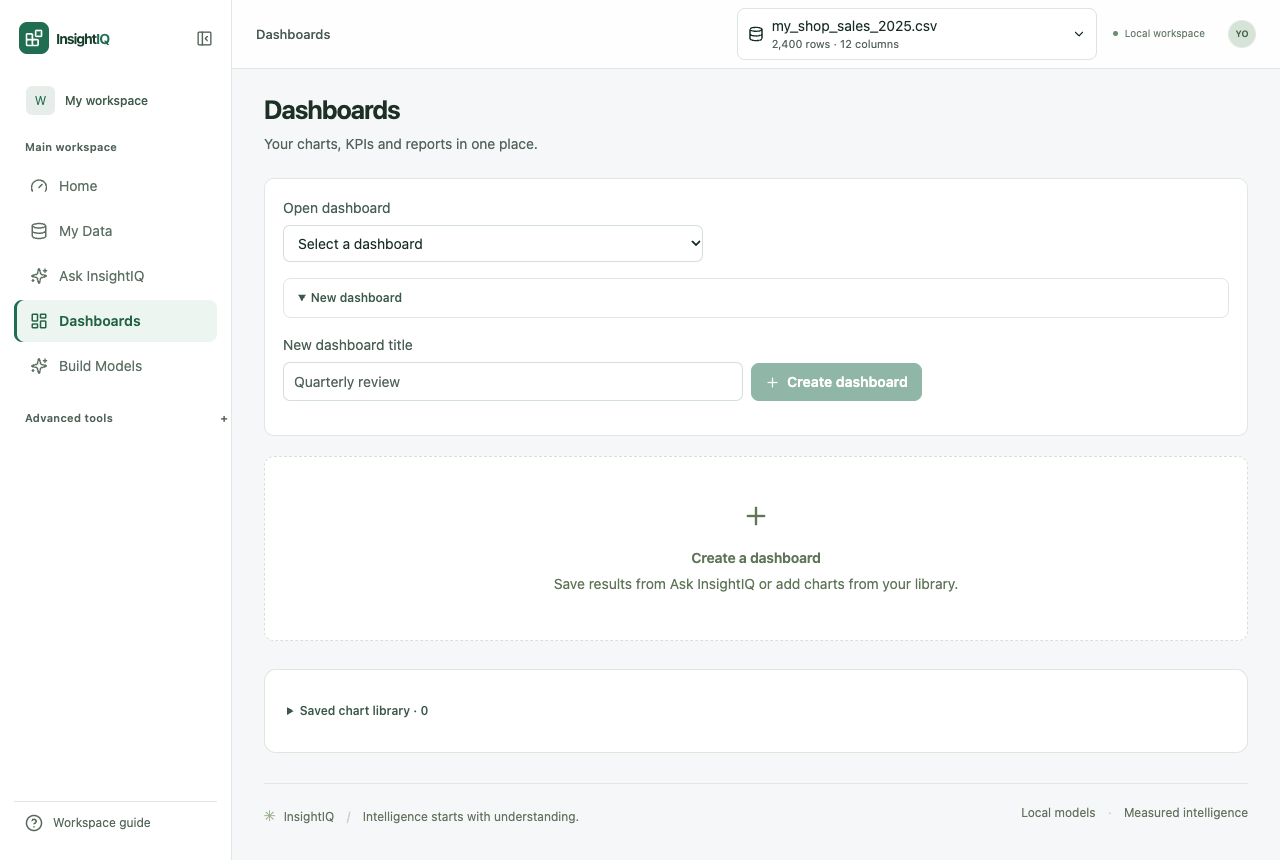 InsightIQ
W My workspace
Main workspace
Home
My Data
Ask InsightIQ
Dashboards
Build Models
Advanced tools +
Workspace guide
Dashboards
my_shop_sales_2025.csv
2,400 rows · 12 columns
Local workspace
YO
Dashboards
Your charts, KPIs and reports in one place.
Open dashboard
Select a dashboard
New dashboard
New dashboard title
Quarterly review
+ Create dashboard
Create a dashboard
Save results from Ask InsightIQ or add charts from your library.
Saved chart library · 0
InsightIQ / Intelligence starts with understanding.
Local models · Measured intelligence